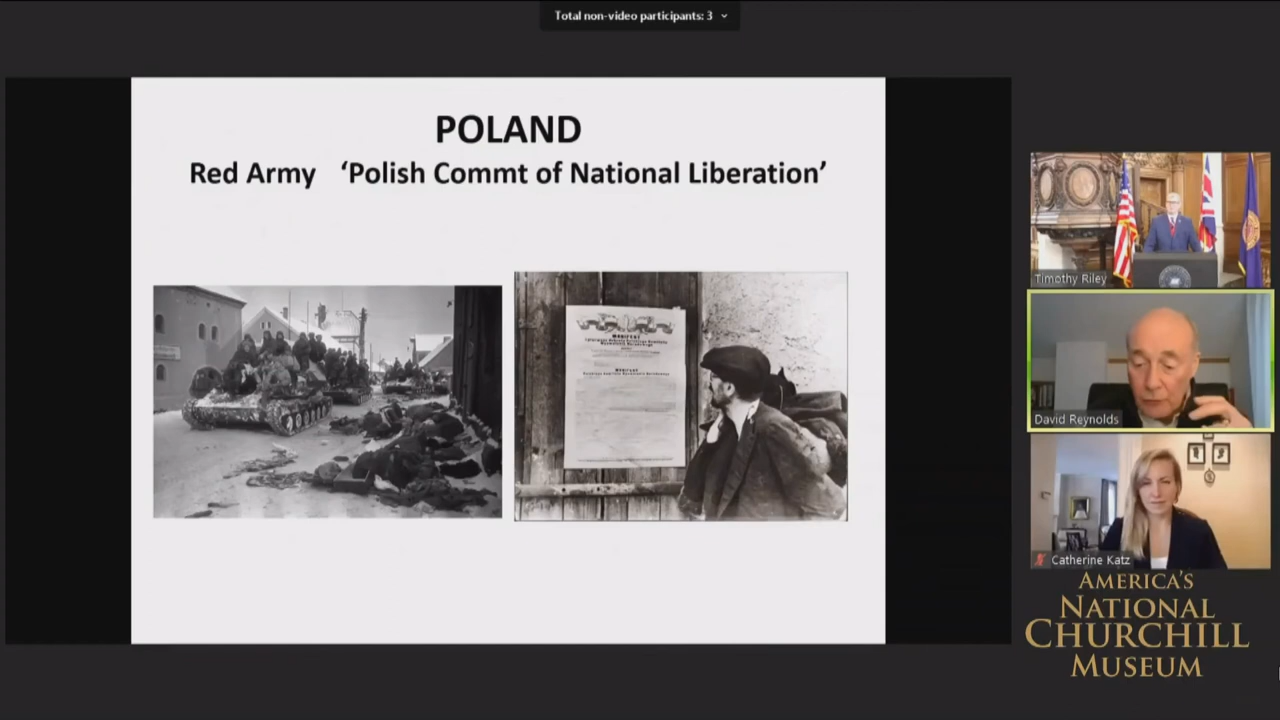 Total non-video participants: 3
POLAND
Red Army ‘Polish Commt of National Liberation’
MANIFEST
Timothy Riley
David Reynolds
Catherine Katz
AMERICA'S
NATIONAL
CHURCHILL
MUSEUM